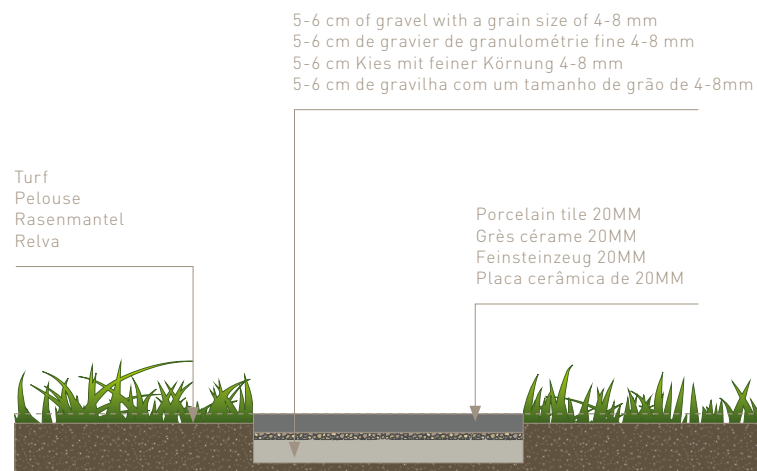 5-6 cm of gravel with a grain size of 4-8 mm
5-6 cm de gravier de granulométrie fine 4-8 mm
5-6 cm Kies mit feiner Körnung 4-8 mm
5-6 cm de gravilha com um tamanho de grão de 4-8mm
Turf
Pelouse
Rasenmantel
Relva
Porcelain tile 20MM
Grès cérame 20MM
Feinsteinzeug 20MM
Placa cerâmica de 20MM